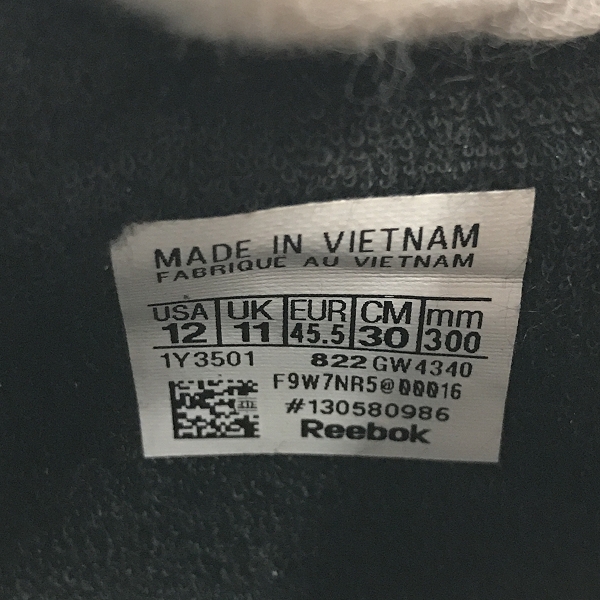 MADE IN VIETNAM
FABRIQUE AU VIETNAM
USA UK EUR CM mm
12 11 45.5 30 300
1Y3501 822 GW4340
F9W7NR5@00016
#130580986
Reebok